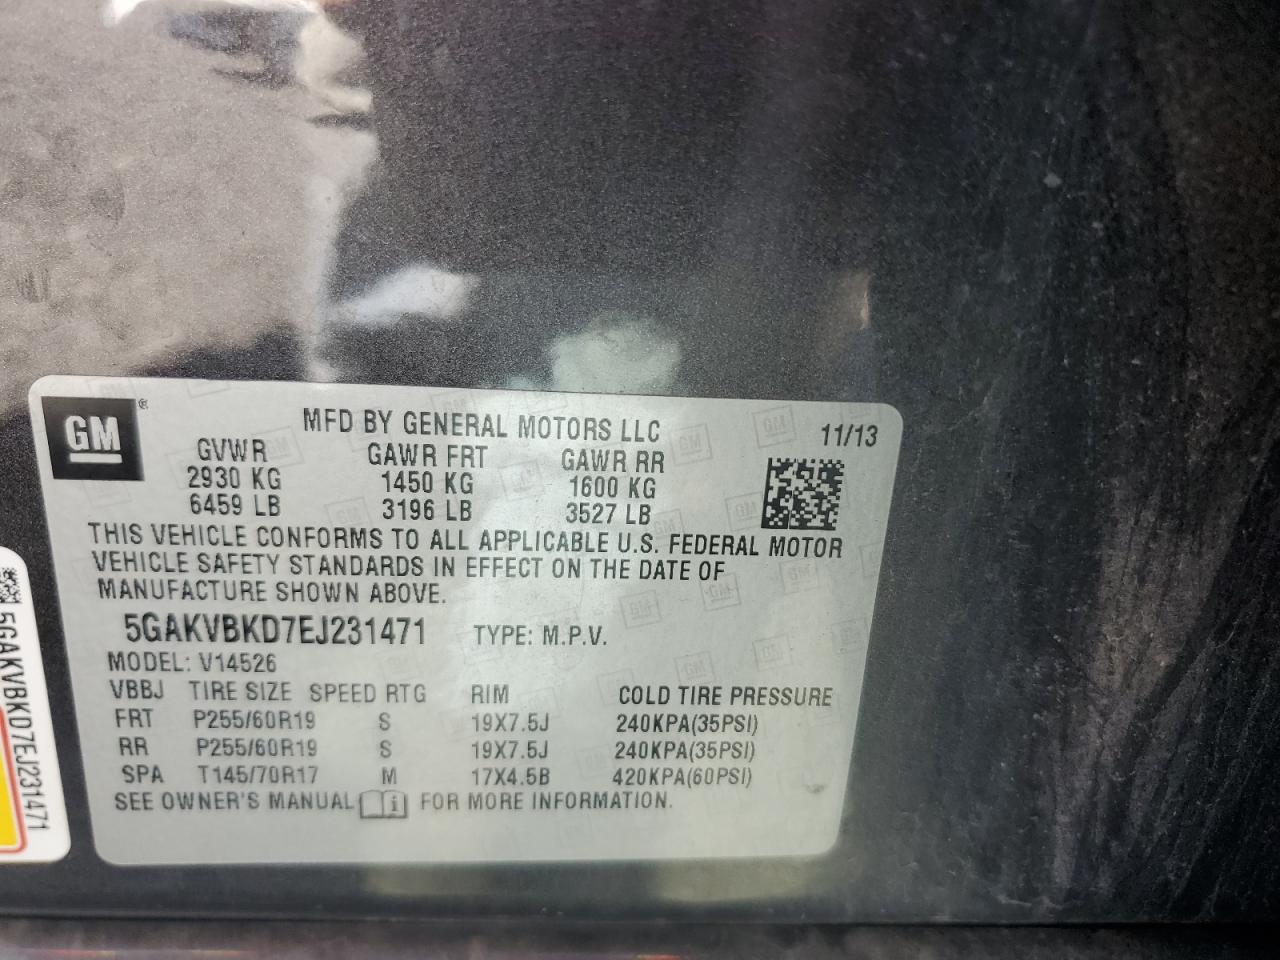 GM
MFD BY GENERAL MOTORS LLC
11/13
GVWR GAWR FRT GAWR RR
2930 KG 1450 KG 1600 KG
6459 LB 3196 LB 3527 LB
THIS VEHICLE CONFORMS TO ALL APPLICABLE U.S. FEDERAL MOTOR
VEHICLE SAFETY STANDARDS IN EFFECT ON THE DATE OF
MANUFACTURE SHOWN ABOVE.
5GAKVBKD7EJ231471 TYPE: M.P.V.
MODEL: V14526
VBBJ TIRE SIZE SPEED RTG RIM COLD TIRE PRESSURE
FRT P255/60R19 S 19X7.5J 240KPA(35PSI)
RR P255/60R19 S 19X7.5J 240KPA(35PSI)
SPA T145/70R17 M 17X4.5B 420KPA(60PSI)
SEE OWNER'S MANUAL i FOR MORE INFORMATION.
5GAKVBKD7EJ231471